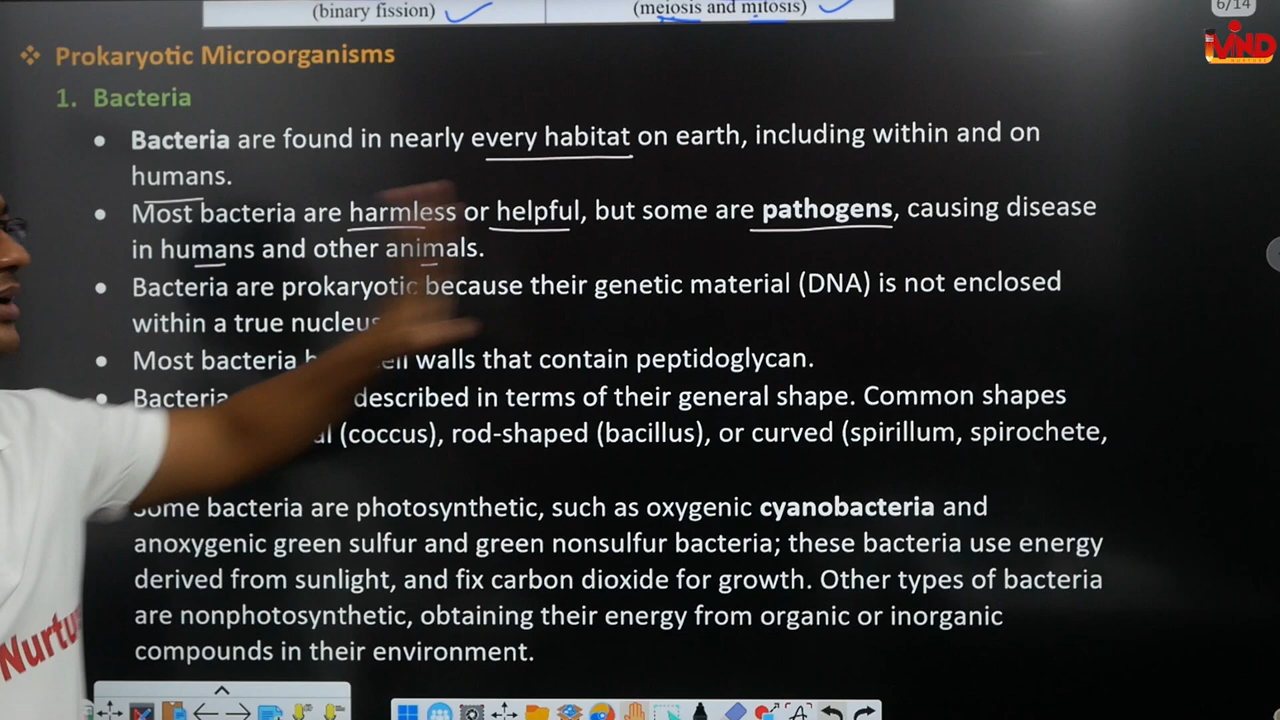 (binary fission) (meiosis and mitosis)
6/14
MIND
Prokaryotic Microorganisms
1. Bacteria
• Bacteria are found in nearly every habitat on earth, including within and on
humans.
• Most bacteria are harmless or helpful, but some are pathogens, causing disease
in humans and other animals.
• Bacteria are prokaryotic because their genetic material (DNA) is not enclosed
within a true nucleus
• Most bacteria walls that contain peptidoglycan.
• Bacteria described in terms of their general shape. Common shapes
(coccus), rod-shaped (bacillus), or curved (spirillum, spirochete,
Some bacteria are photosynthetic, such as oxygenic cyanobacteria and
anoxygenic green sulfur and green nonsulfur bacteria; these bacteria use energy
derived from sunlight, and fix carbon dioxide for growth. Other types of bacteria
are nonphotosynthetic, obtaining their energy from organic or inorganic
compounds in their environment.